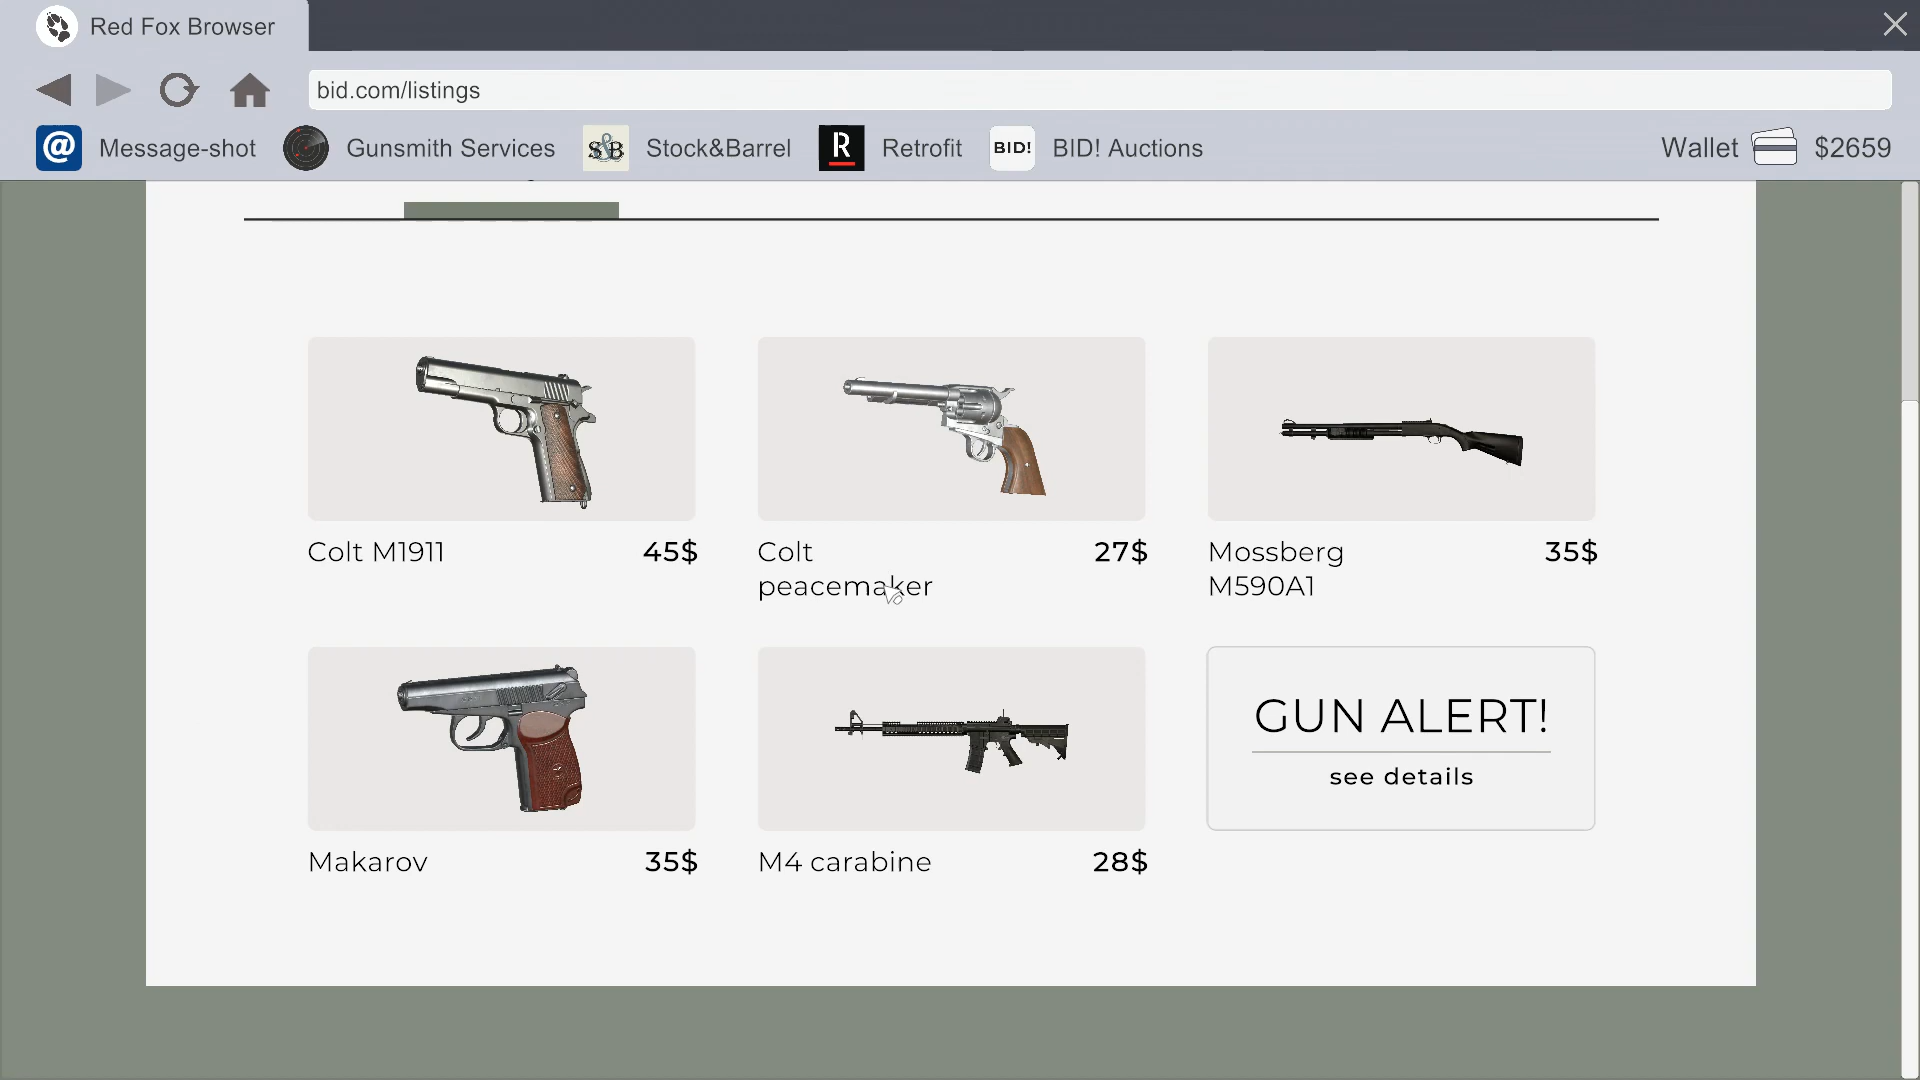 Red Fox Browser
bid.com/listings
@ Message-shot Gunsmith Services S&B Stock&Barrel R Retrofit BID! BID! Auctions Wallet $2659
Colt M1911 45$
Colt peacemaker 27$
Mossberg M590A1 35$
Makarov 35$
M4 carabine 28$
GUN ALERT!
see details